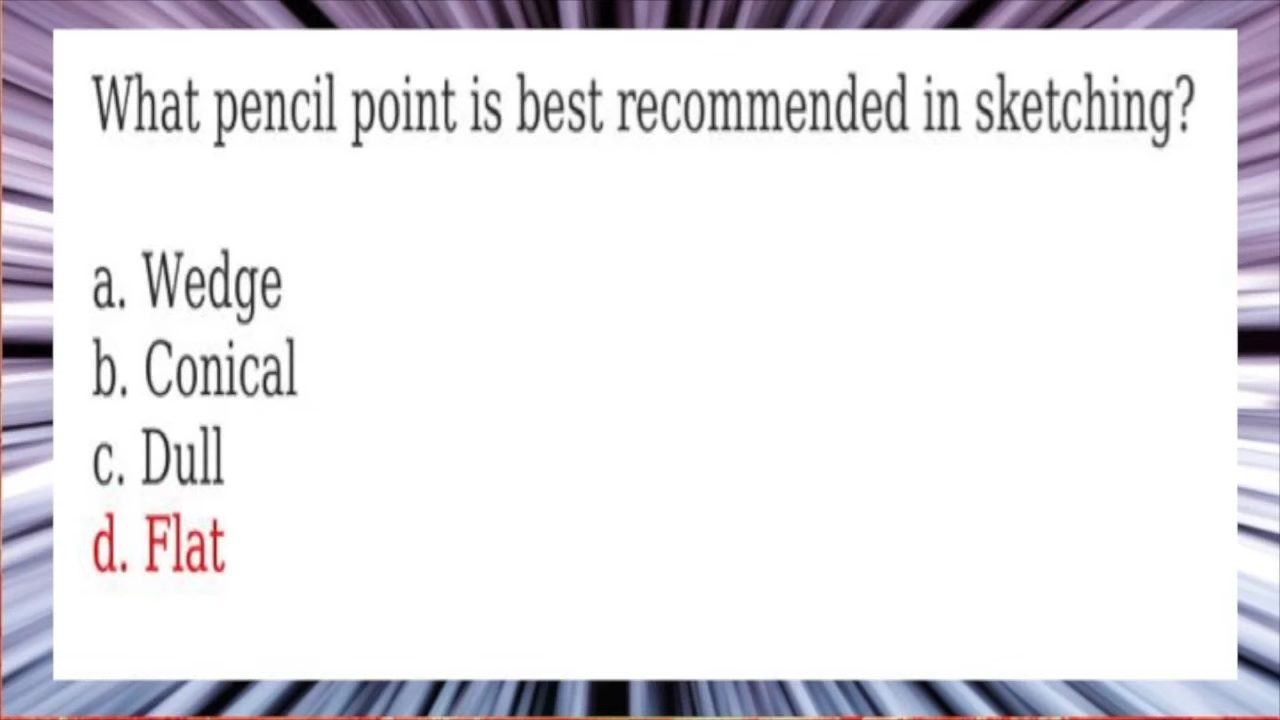 What pencil point is best recommended in sketching?
a. Wedge
b. Conical
c. Dull
d. Flat